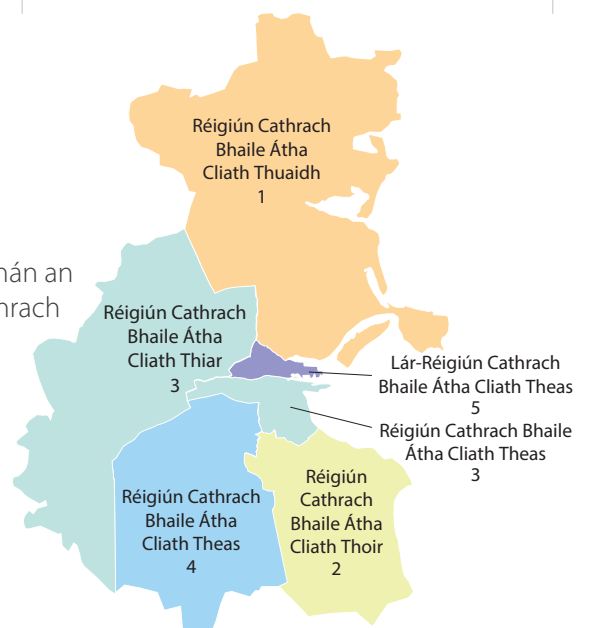 Réigiún Cathrach
Bhaile Átha
Cliath Thuaidh
1
an
Réigiún Cathrach
Bhaile Átha
Cliath Thiar
3
Lár-Réigiún Cathrach
Bhaile Átha Cliath Theas
5
Réigiún Cathrach Bhaile
Átha Cliath Theas
3
Réigiún Cathrach
Bhaile Átha
Cliath Theas
4
Réigiún
Cathrach
Bhaile Átha
Cliath Thoir
2